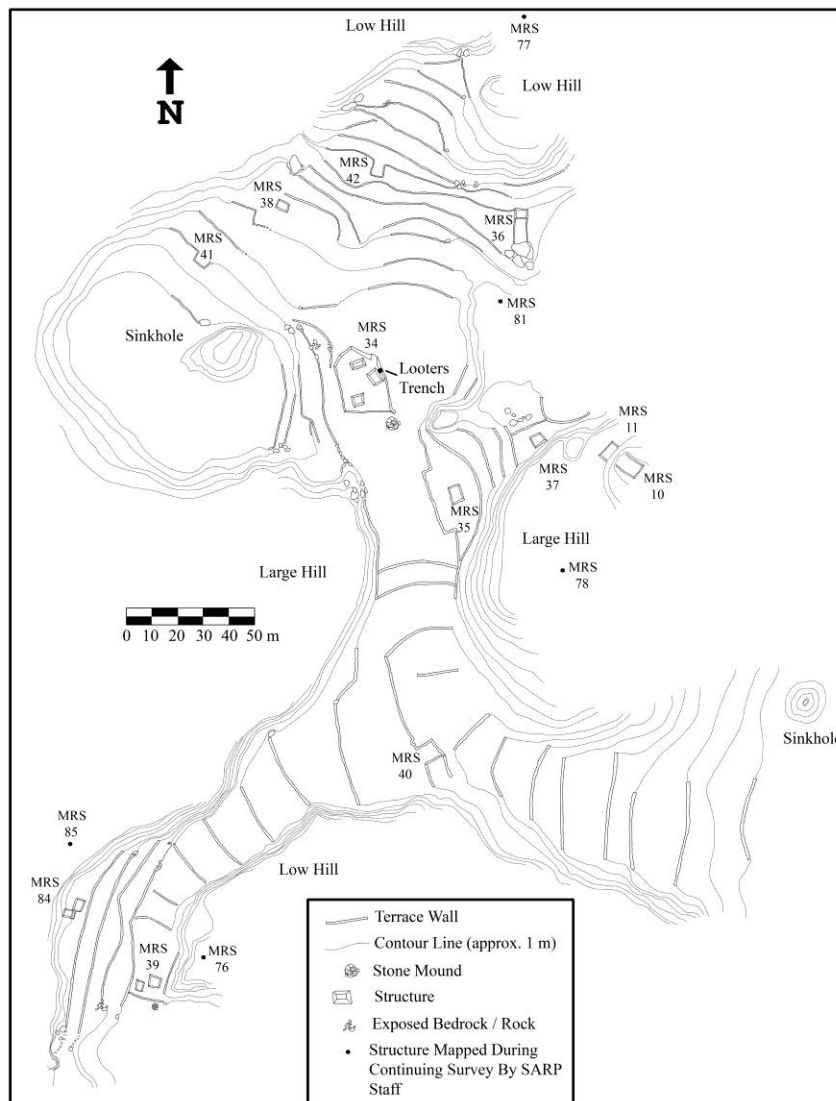 Low Hill
MRS
77
Low Hill
N
MRS
42
MRS
38
MRS
36
MRS
41
MRS
81
Sinkhole
MRS
34
Looters
Trench
MRS
11
MRS
37
MRS
10
MRS
35
Large Hill
Large Hill
MRS
78
0 10 20 30 40 50 m
Sinkhole
MRS
40
MRS
85
Low Hill
MRS
84
MRS
39
MRS
76
Terrace Wall
Contour Line (approx. 1 m)
Stone Mound
Structure
Exposed Bedrock / Rock
Structure Mapped During
Continuing Survey By SARP
Staff